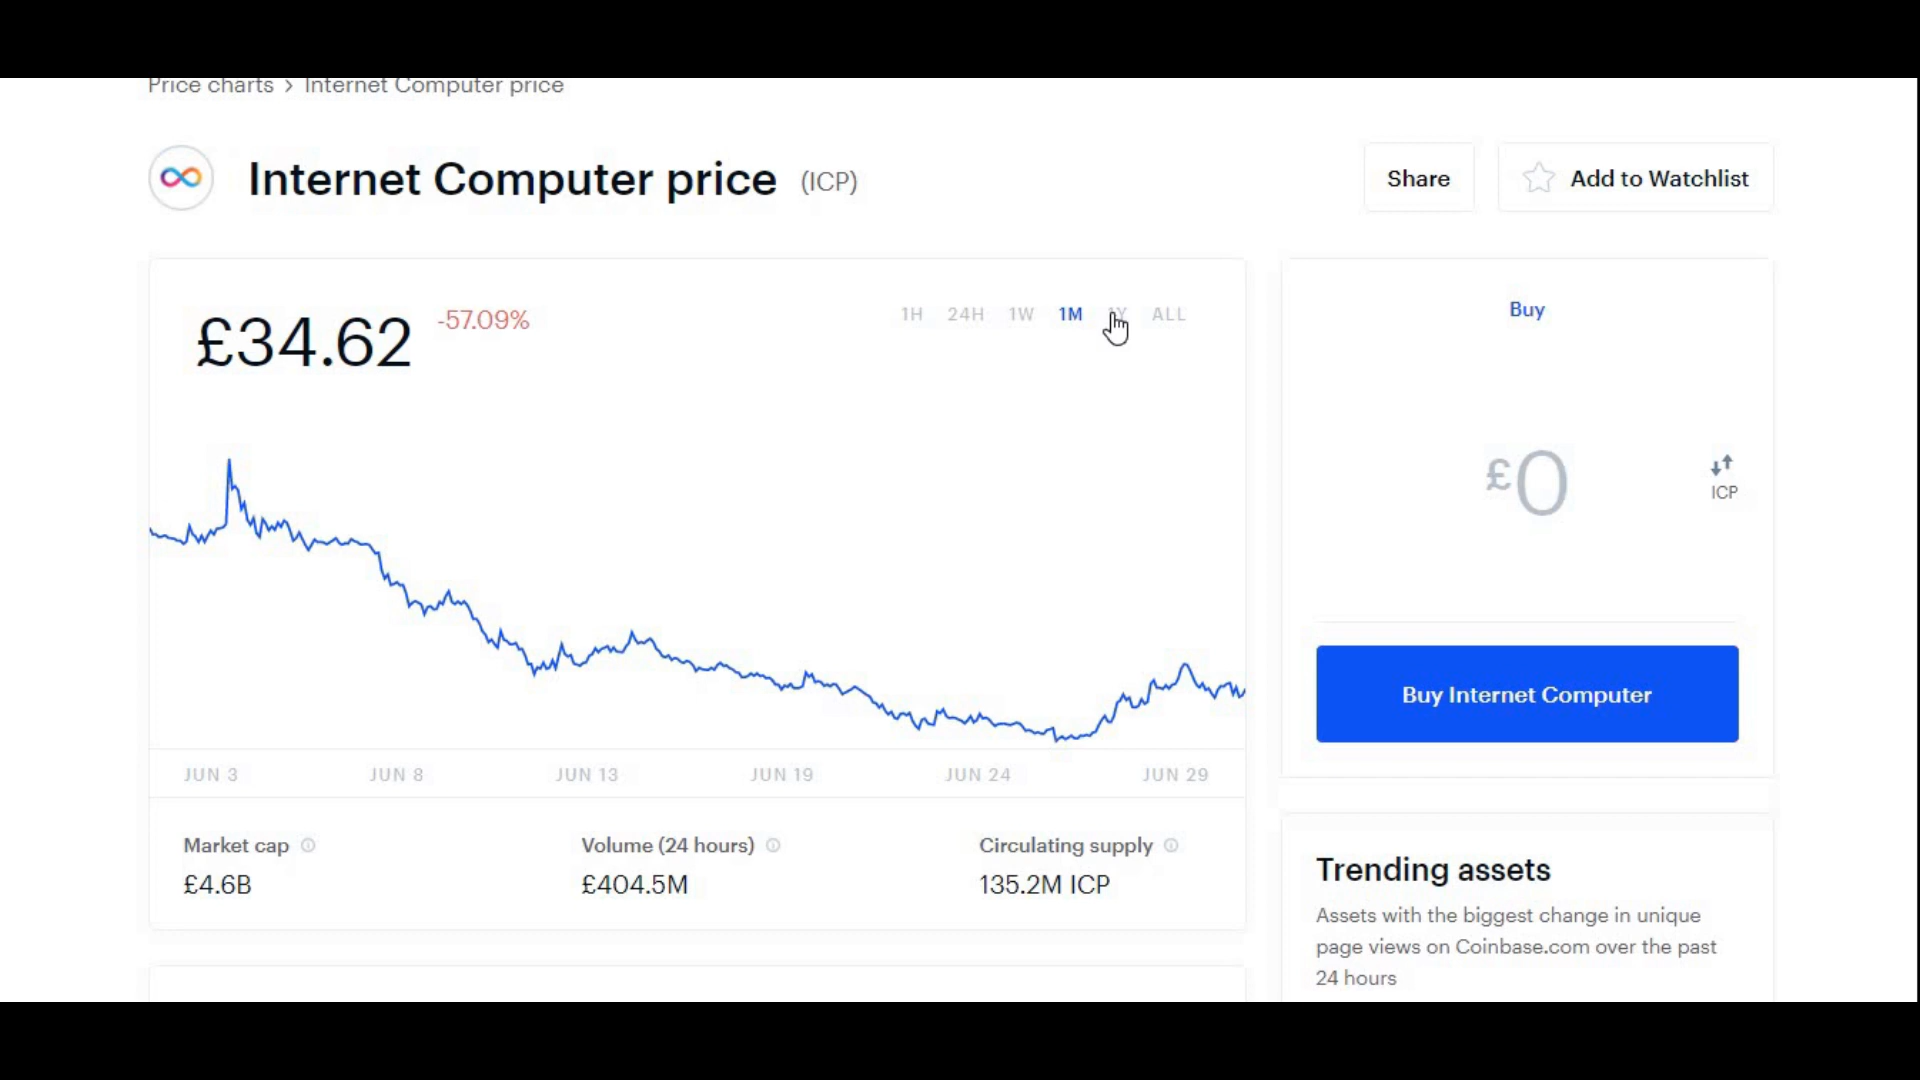 Price charts > Internet Computer price
Internet Computer price (ICP)
Share
Add to Watchlist
£34.62 -57.09%
1H 24H 1W 1M 1Y ALL
JUN 3 JUN 8 JUN 13 JUN 19 JUN 24 JUN 29
Market cap Volume (24 hours) Circulating supply
£4.6B £404.5M 135.2M ICP
Buy
£0
ICP
Buy Internet Computer
Trending assets
Assets with the biggest change in unique
page views on Coinbase.com over the past
24 hours